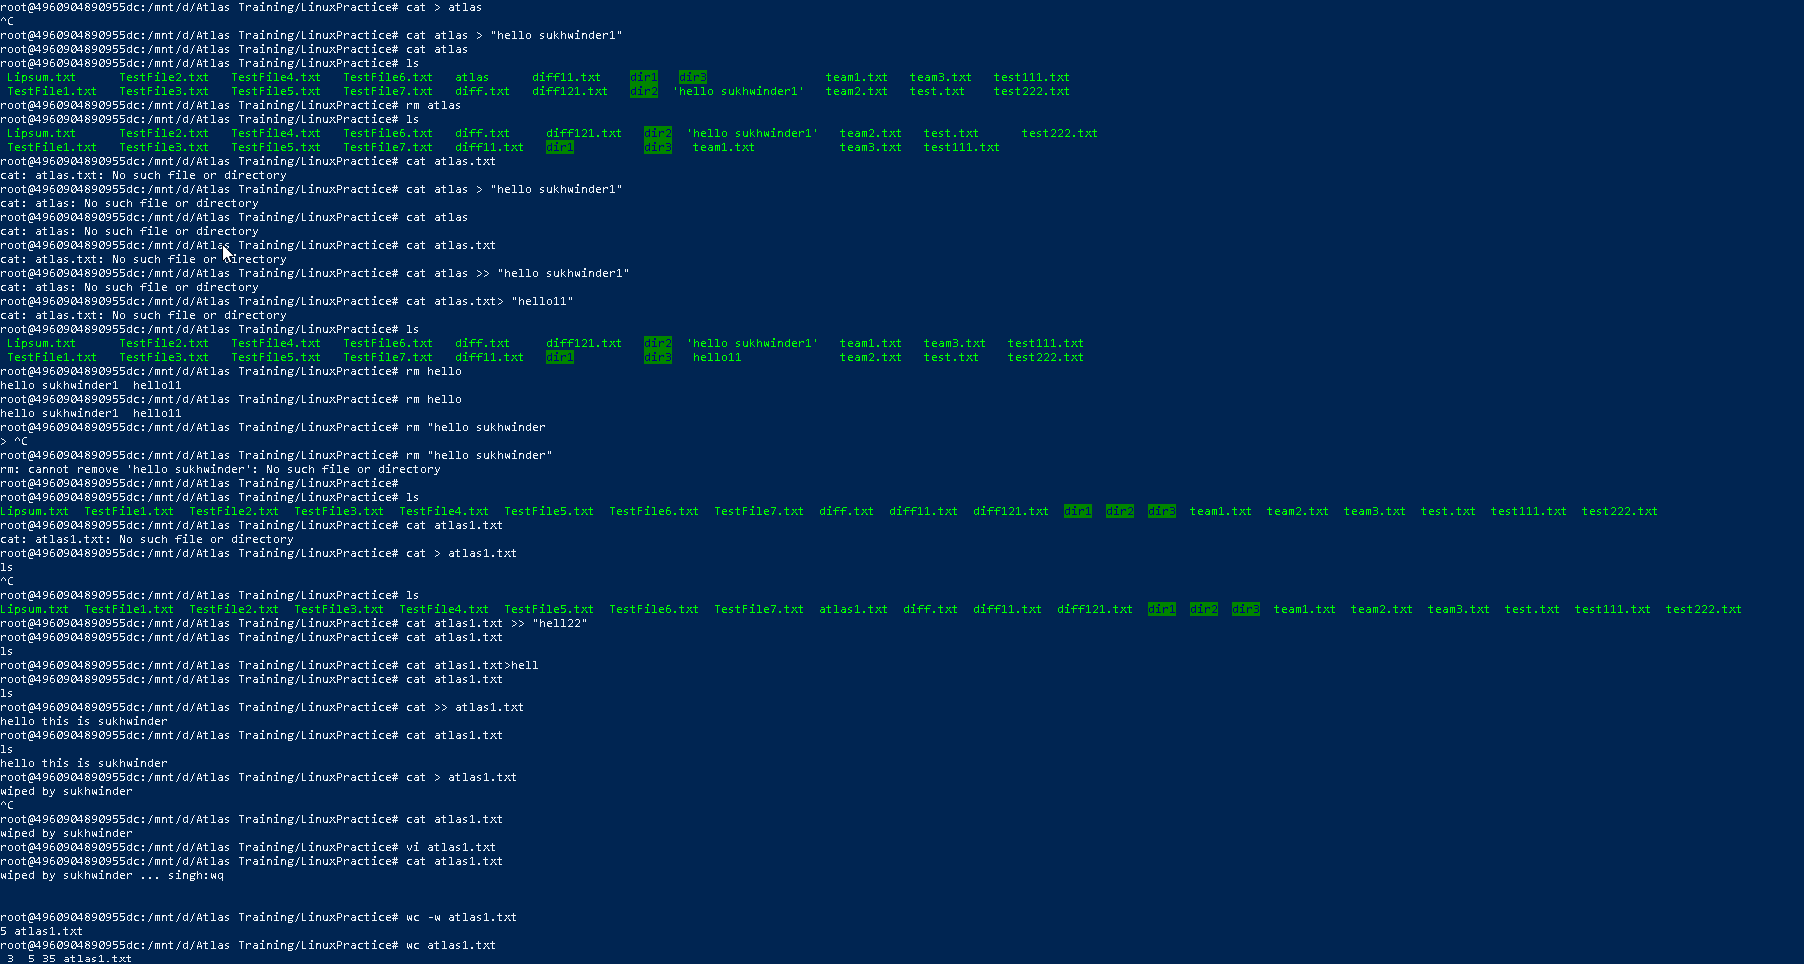 root@4960904890955dc:/mnt/d/Atlas Training/LinuxPractice# cat > atlas
^C
root@4960904890955dc:/mnt/d/Atlas Training/LinuxPractice# cat atlas > "hello sukhwinder1"
root@4960904890955dc:/mnt/d/Atlas Training/LinuxPractice# cat atlas
root@4960904890955dc:/mnt/d/Atlas Training/LinuxPractice# ls
 Lipsum.txt      TestFile2.txt   TestFile4.txt   TestFile6.txt   atlas      diff11.txt    dir1   dir3                 team1.txt   team3.txt   test111.txt
 TestFile1.txt   TestFile3.txt   TestFile5.txt   TestFile7.txt   diff.txt   diff121.txt   dir2  'hello sukhwinder1'   team2.txt   test.txt    test222.txt
root@4960904890955dc:/mnt/d/Atlas Training/LinuxPractice# rm atlas
root@4960904890955dc:/mnt/d/Atlas Training/LinuxPractice# ls
 Lipsum.txt      TestFile2.txt   TestFile4.txt   TestFile6.txt   diff.txt     diff121.txt   dir2  'hello sukhwinder1'   team2.txt   test.txt      test222.txt
 TestFile1.txt   TestFile3.txt   TestFile5.txt   TestFile7.txt   diff11.txt   dir1          dir3   team1.txt            team3.txt   test111.txt
root@4960904890955dc:/mnt/d/Atlas Training/LinuxPractice# cat atlas.txt
cat: atlas.txt: No such file or directory
root@4960904890955dc:/mnt/d/Atlas Training/LinuxPractice# cat atlas > "hello sukhwinder1"
cat: atlas: No such file or directory
root@4960904890955dc:/mnt/d/Atlas Training/LinuxPractice# cat atlas
cat: atlas: No such file or directory
root@4960904890955dc:/mnt/d/Atlas Training/LinuxPractice# cat atlas.txt
cat: atlas.txt: No such file or directory
root@4960904890955dc:/mnt/d/Atlas Training/LinuxPractice# cat atlas >> "hello sukhwinder1"
cat: atlas: No such file or directory
root@4960904890955dc:/mnt/d/Atlas Training/LinuxPractice# cat atlas.txt> "hello11"
cat: atlas.txt: No such file or directory
root@4960904890955dc:/mnt/d/Atlas Training/LinuxPractice# ls
 Lipsum.txt      TestFile2.txt   TestFile4.txt   TestFile6.txt   diff.txt     diff121.txt   dir2  'hello sukhwinder1'   team1.txt   team3.txt   test111.txt
 TestFile1.txt   TestFile3.txt   TestFile5.txt   TestFile7.txt   diff11.txt   dir1          dir3   hello11              team2.txt   test.txt    test222.txt
root@4960904890955dc:/mnt/d/Atlas Training/LinuxPractice# rm hello
hello sukhwinder1  hello11
root@4960904890955dc:/mnt/d/Atlas Training/LinuxPractice# rm hello
hello sukhwinder1  hello11
root@4960904890955dc:/mnt/d/Atlas Training/LinuxPractice# rm "hello sukhwinder
> ^C
root@4960904890955dc:/mnt/d/Atlas Training/LinuxPractice# rm "hello sukhwinder"
rm: cannot remove 'hello sukhwinder': No such file or directory
root@4960904890955dc:/mnt/d/Atlas Training/LinuxPractice#
root@4960904890955dc:/mnt/d/Atlas Training/LinuxPractice# ls
Lipsum.txt  TestFile1.txt  TestFile2.txt  TestFile3.txt  TestFile4.txt  TestFile5.txt  TestFile6.txt  TestFile7.txt  diff.txt  diff11.txt  diff121.txt  dir1  dir2  dir3  team1.txt  team2.txt  team3.txt  test.txt  test111.txt  test222.txt
root@4960904890955dc:/mnt/d/Atlas Training/LinuxPractice# cat atlas1.txt
cat: atlas1.txt: No such file or directory
root@4960904890955dc:/mnt/d/Atlas Training/LinuxPractice# cat > atlas1.txt
ls
^C
root@4960904890955dc:/mnt/d/Atlas Training/LinuxPractice# ls
Lipsum.txt  TestFile1.txt  TestFile2.txt  TestFile3.txt  TestFile4.txt  TestFile5.txt  TestFile6.txt  TestFile7.txt  atlas1.txt  diff.txt  diff11.txt  diff121.txt  dir1  dir2  dir3  team1.txt  team2.txt  team3.txt  test.txt  test111.txt  test222.txt
root@4960904890955dc:/mnt/d/Atlas Training/LinuxPractice# cat atlas1.txt >> "hell22"
root@4960904890955dc:/mnt/d/Atlas Training/LinuxPractice# cat atlas1.txt
ls
root@4960904890955dc:/mnt/d/Atlas Training/LinuxPractice# cat atlas1.txt>hell
root@4960904890955dc:/mnt/d/Atlas Training/LinuxPractice# cat atlas1.txt
ls
root@4960904890955dc:/mnt/d/Atlas Training/LinuxPractice# cat >> atlas1.txt
hello this is sukhwinder
root@4960904890955dc:/mnt/d/Atlas Training/LinuxPractice# cat atlas1.txt
ls
hello this is sukhwinder
root@4960904890955dc:/mnt/d/Atlas Training/LinuxPractice# cat > atlas1.txt
wiped by sukhwinder
^C
root@4960904890955dc:/mnt/d/Atlas Training/LinuxPractice# cat atlas1.txt
wiped by sukhwinder
root@4960904890955dc:/mnt/d/Atlas Training/LinuxPractice# vi atlas1.txt
root@4960904890955dc:/mnt/d/Atlas Training/LinuxPractice# cat atlas1.txt
wiped by sukhwinder ... singh:wq
root@4960904890955dc:/mnt/d/Atlas Training/LinuxPractice# wc -w atlas1.txt
5 atlas1.txt
root@4960904890955dc:/mnt/d/Atlas Training/LinuxPractice# wc atlas1.txt
 3  5 35 atlas1.txt